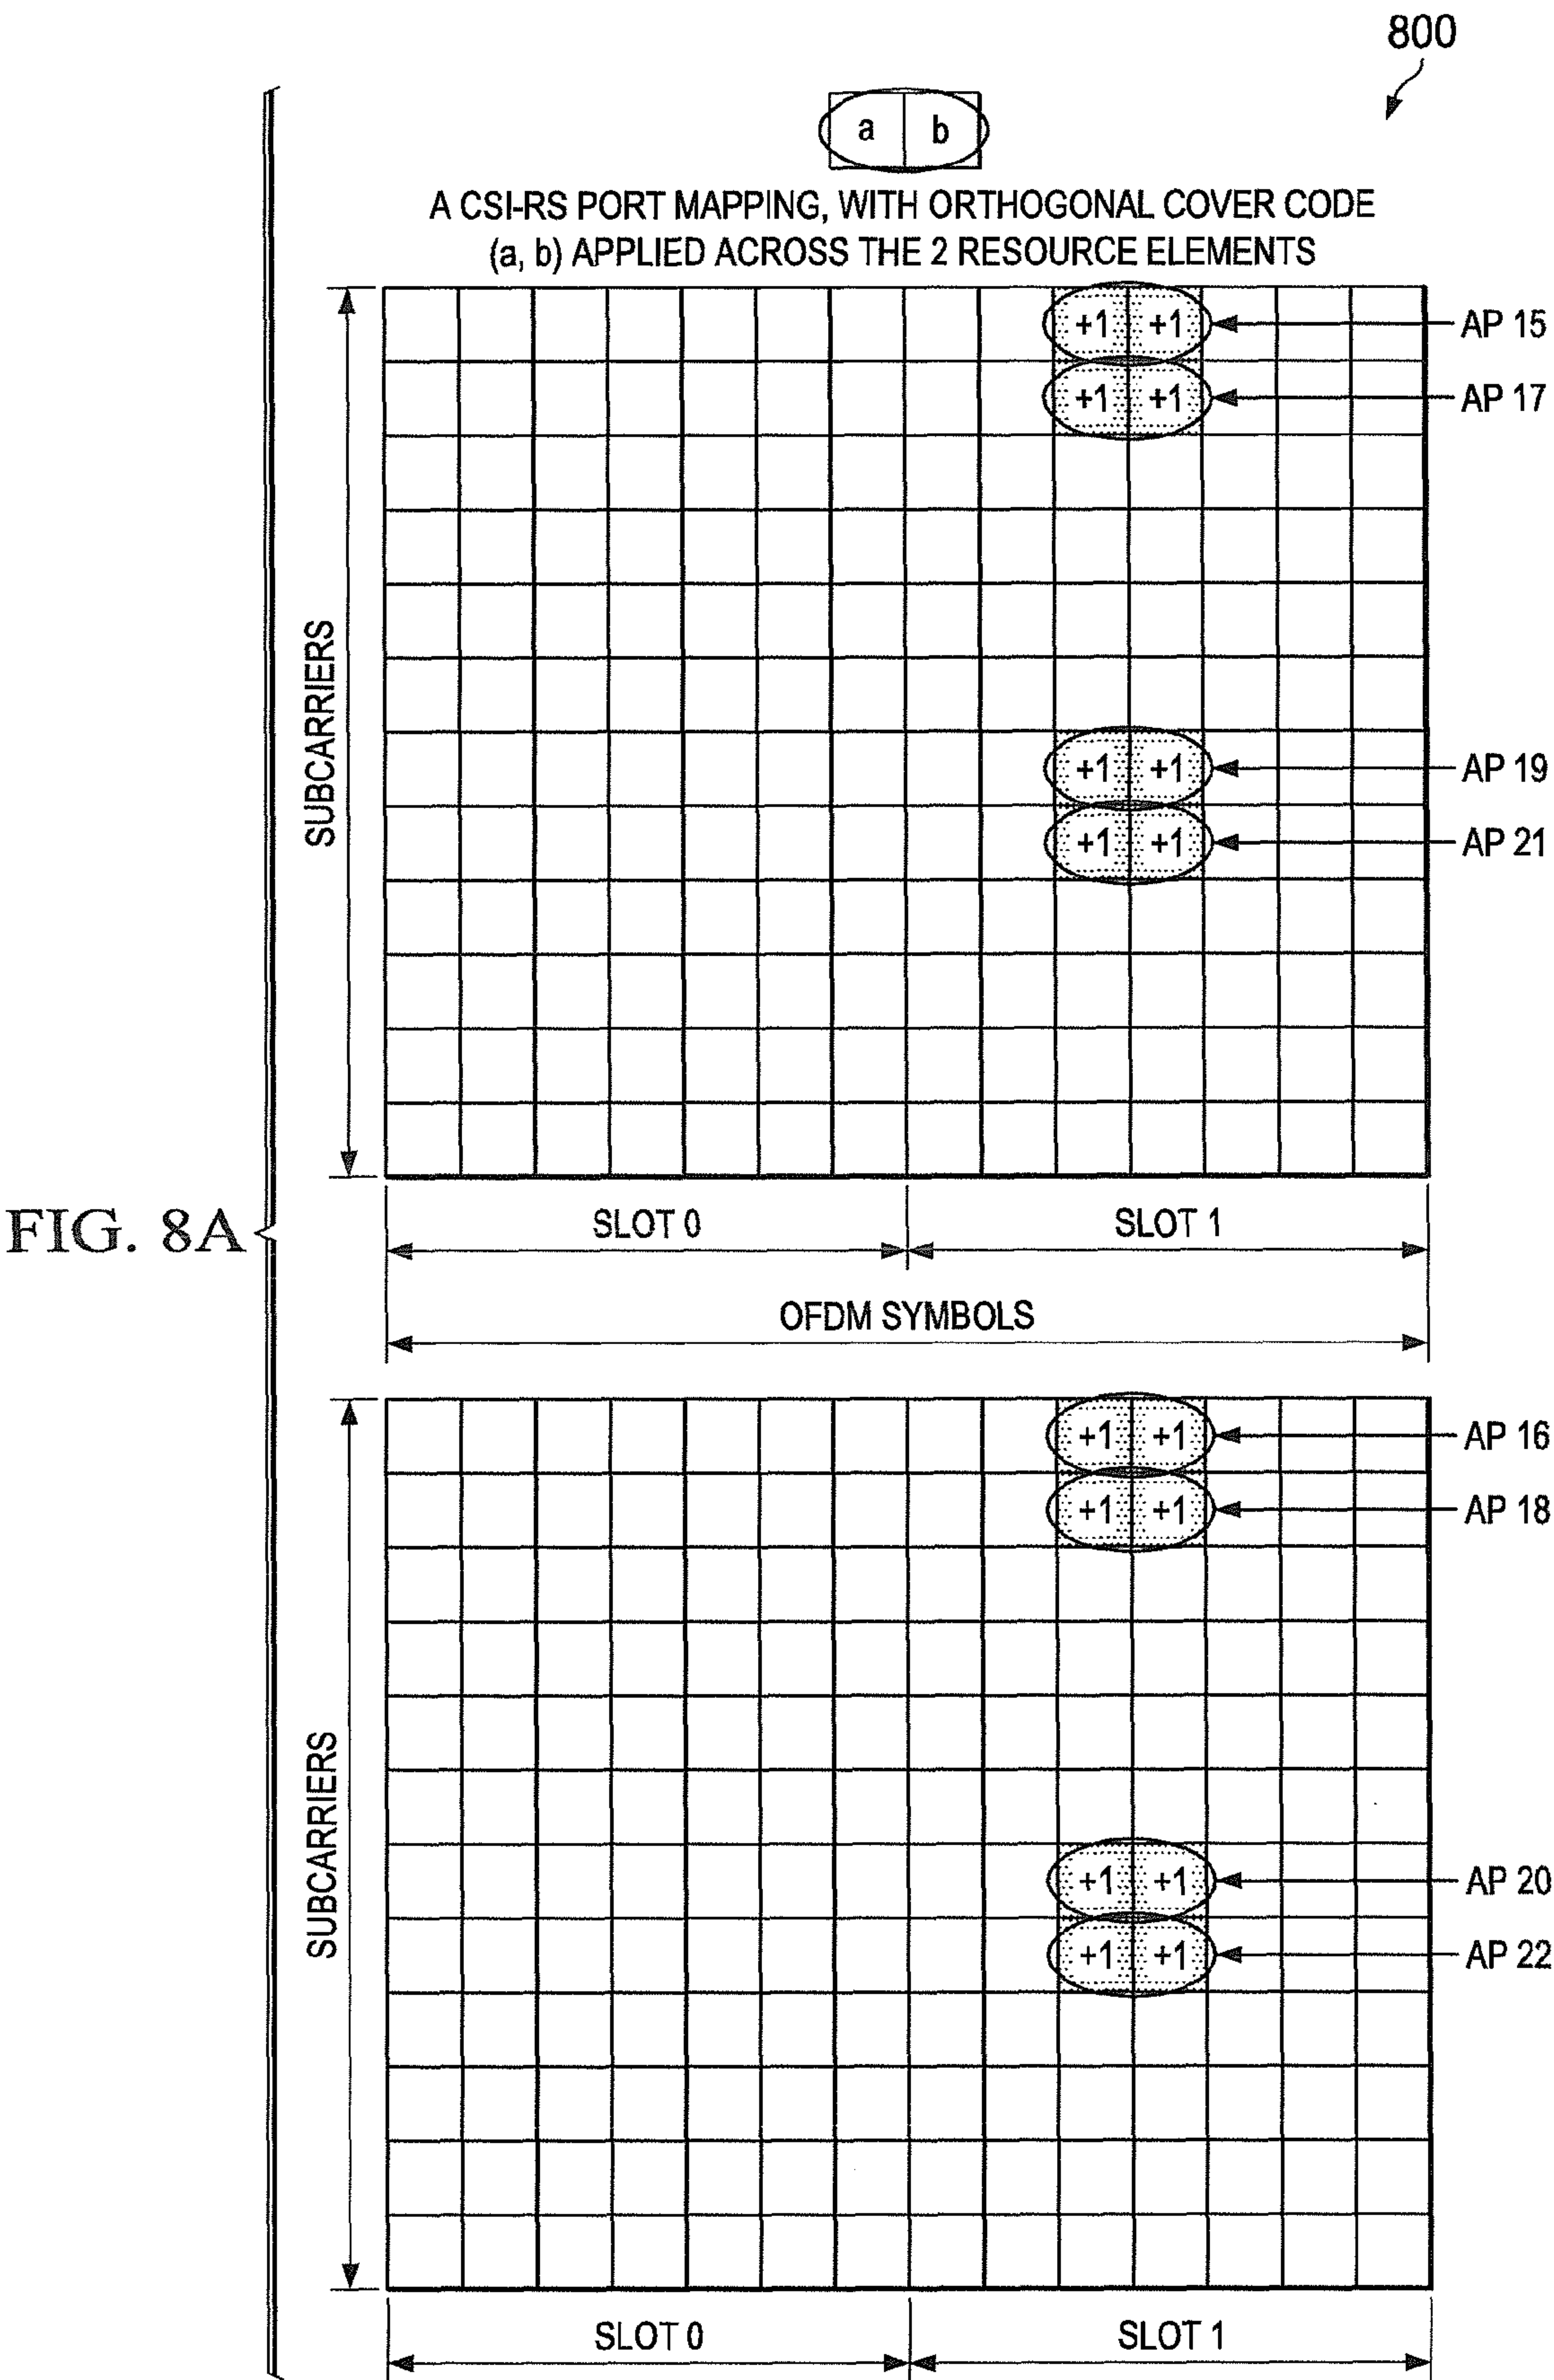 800
a b
A CSI-RS PORT MAPPING, WITH ORTHOGONAL COVER CODE
(a, b) APPLIED ACROSS THE 2 RESOURCE ELEMENTS
+1 +1 AP 15
+1 +1 AP 17
SUBCARRIERS
+1 +1 AP 19
+1 +1 AP 21
FIG. 8A
SLOT 0 SLOT 1
OFDM SYMBOLS
+1 +1 AP 16
+1 +1 AP 18
SUBCARRIERS
+1 +1 AP 20
+1 +1 AP 22
SLOT 0 SLOT 1